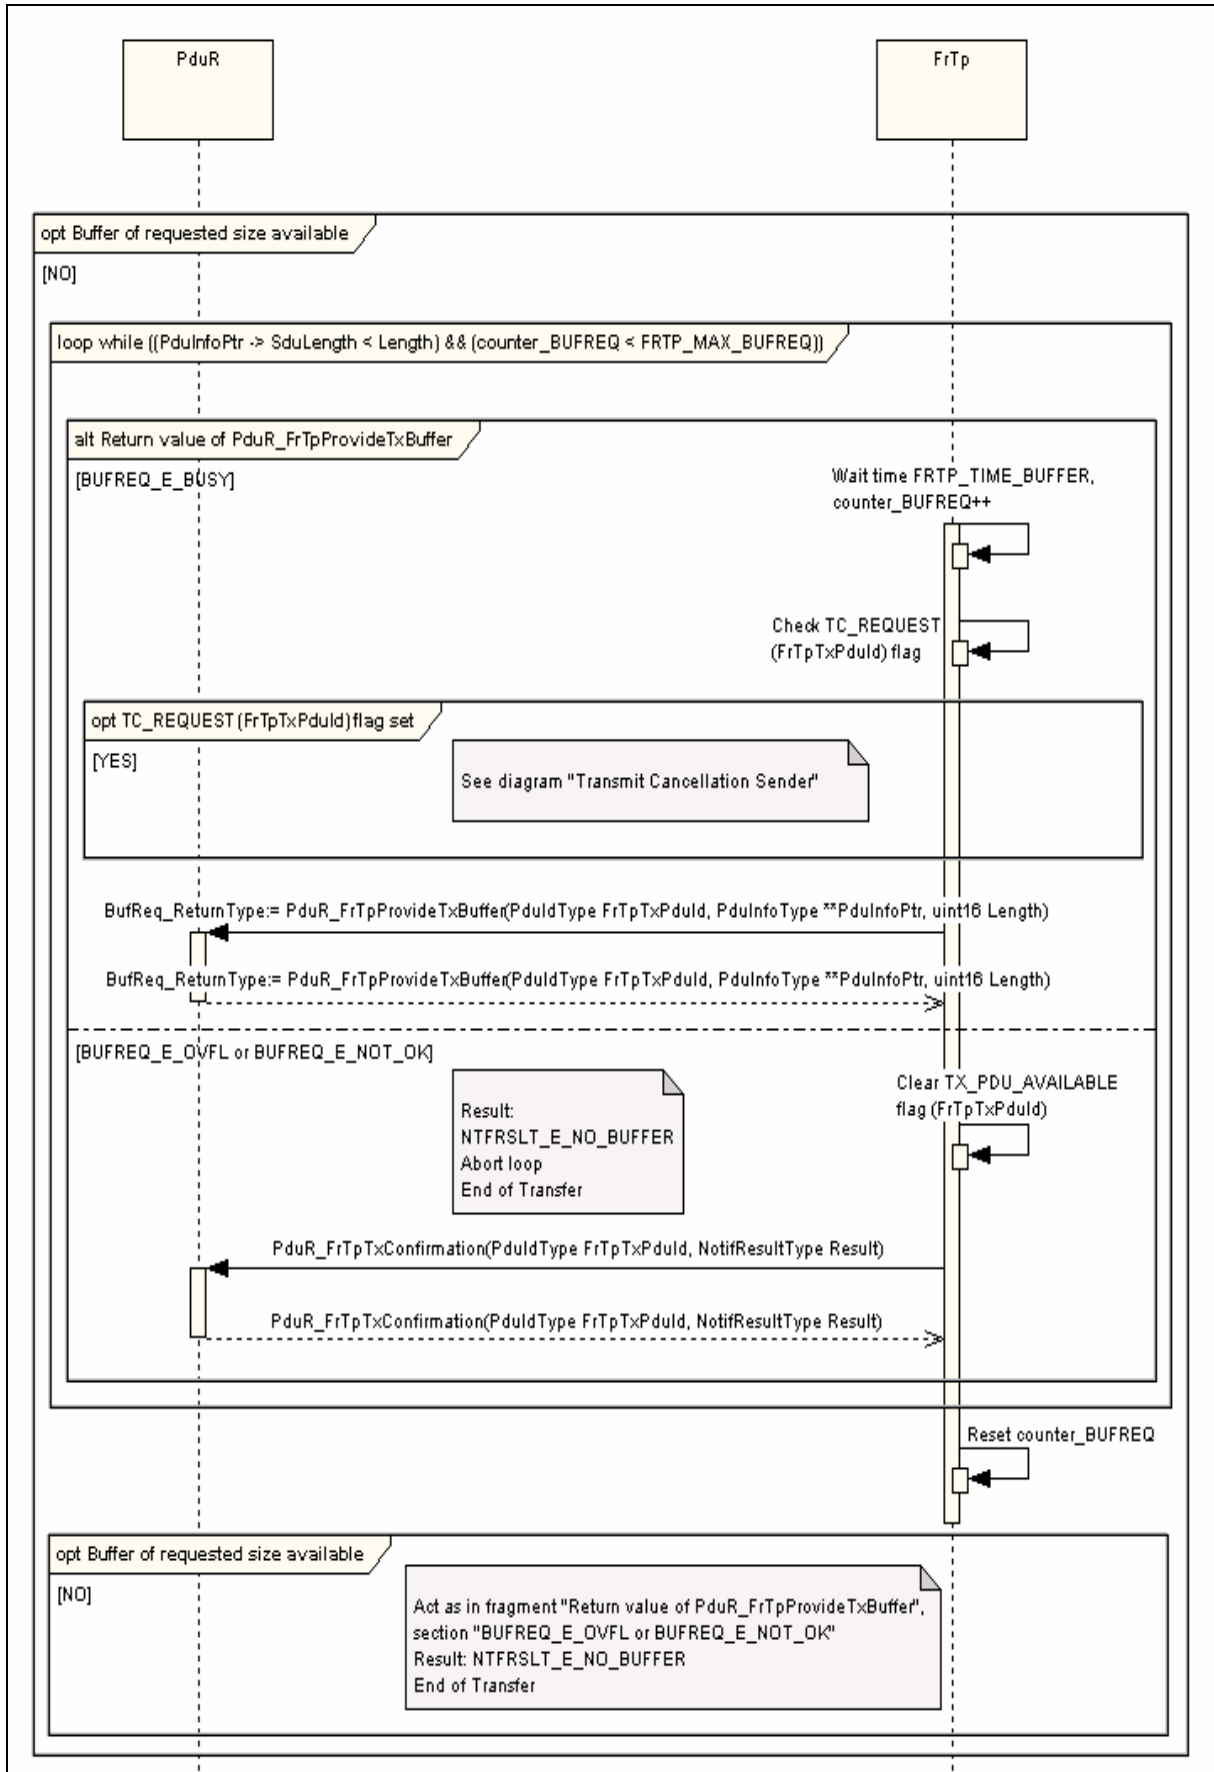 PduR
FrTp
opt Buffer of requested size available
[NO]
loop while ((PduInfoPtr -> SduLength < Length) && (counter_BUFREQ < FRTP_MAX_BUFREQ))
alt Return value of PduR_FrTpProvideTxBuffer
[BUFREQ_E_BUSY]
Wait time FRTP_TIME_BUFFER,
counter_BUFREQ++
Check TC_REQUEST
(FrTpTxPduId) flag
opt TC_REQUEST(FrTpTxPduId)flag set
[YES]
See diagram "Transmit Cancellation Sender"
BufReq_ReturnType:= PduR_FrTpProvideTxBuffer(PduIdType FrTpTxPduId, PduInfoType **PduInfoPtr, uint16 Length)
BufReq_ReturnType:= PduR_FrTpProvideTxBuffer(PduIdType FrTpTxPduId, PduInfoType **PduInfoPtr, uint16 Length)
[BUFREQ_E_OVFL or BUFREQ_E_NOT_OK]
Clear TX_PDU_AVAILABLE
flag (FrTpTxPduId)
Result:
NTFRSLT_E_NO_BUFFER
Abort loop
End of Transfer
PduR_FrTpTxConfirmation(PduIdType FrTpTxPduId, NotifResultType Result)
PduR_FrTpTxConfirmation(PduIdType FrTpTxPduId, NotifResultType Result)
Reset counter_BUFREQ
opt Buffer of requested size available
[NO]
Act as in fragment "Return value of PduR_FrTpProvideTxBuffer",
section "BUFREQ_E_OVFL or BUFREQ_E_NOT_OK"
Result: NTFRSLT_E_NO_BUFFER
End of Transfer